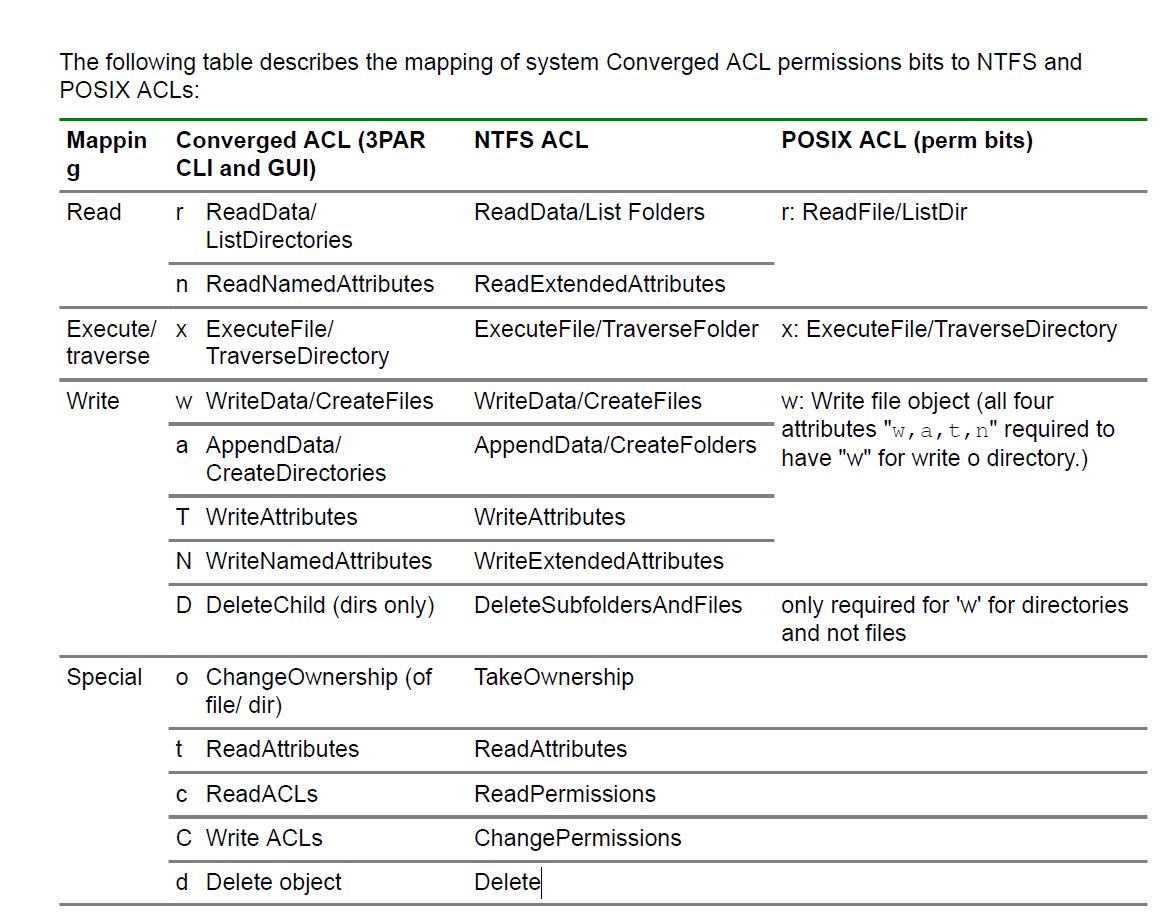 The following table describes the mapping of system Converged ACL permissions bits to NTFS and
POSIX ACLs:
Mappin
g
Converged ACL (3PAR
CLI and GUI)
NTFS ACL
POSIX ACL (perm bits)
Read
r ReadData/
ListDirectories
ReadData/List Folders
r: ReadFile/ListDir
n ReadNamedAttributes
ReadExtendedAttributes
Execute/
traverse
x ExecuteFile/
TraverseDirectory
ExecuteFile/TraverseFolder
x: ExecuteFile/TraverseDirectory
Write
w WriteData/CreateFiles
WriteData/CreateFiles
w: Write file object (all four
attributes "w,a,t,n" required to
have "w" for write o directory.)
a AppendData/
CreateDirectories
AppendData/CreateFolders
T WriteAttributes
WriteAttributes
N WriteNamedAttributes
WriteExtendedAttributes
D DeleteChild (dirs only)
DeleteSubfoldersAndFiles
only required for 'w' for directories
and not files
Special
o ChangeOwnership (of
file/ dir)
TakeOwnership
t ReadAttributes
ReadAttributes
c ReadACLs
ReadPermissions
C Write ACLs
ChangePermissions
d Delete object
Delete